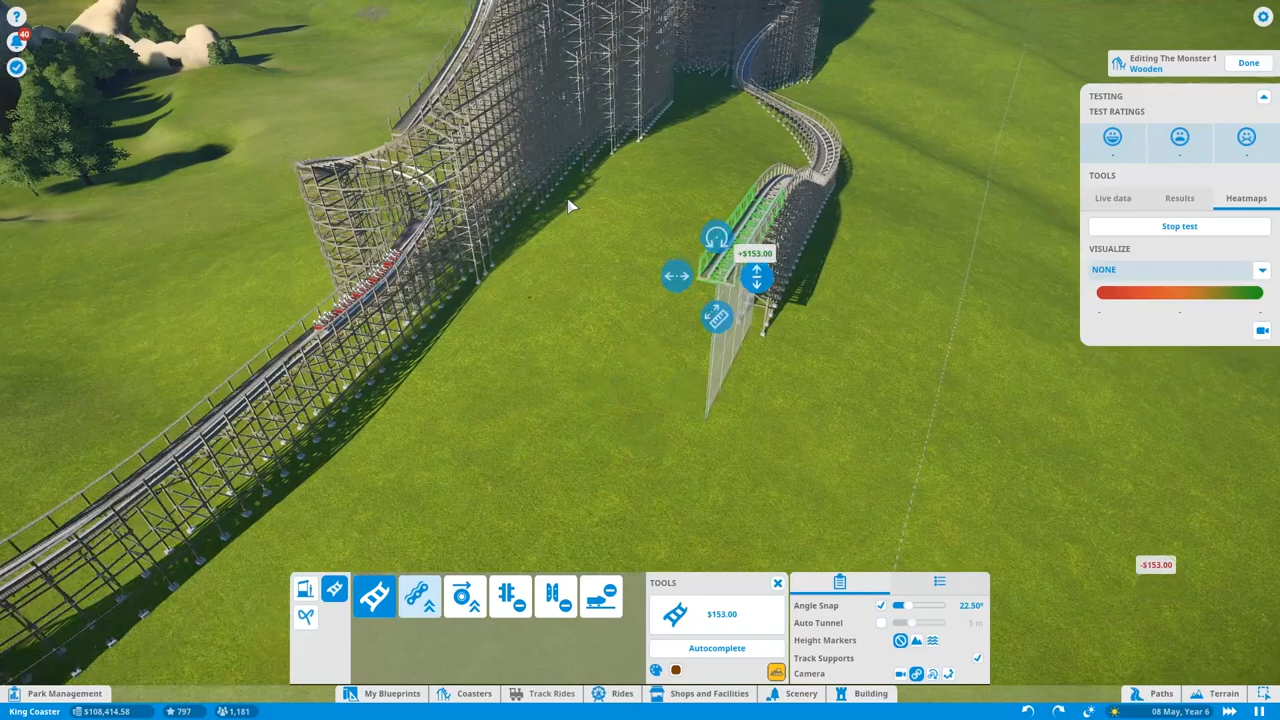 ?
40
Editing The Monster 1
Wooden
Done
TESTING
TEST RATINGS
- - -
TOOLS
Live data Results Heatmaps
Stop test
VISUALIZE
NONE
- - -
+$153.00
-$153.00
TOOLS
$153.00
Autocomplete
Angle Snap 22.50°
Auto Tunnel 5 m
Height Markers
Track Supports
Camera
Park Management My Blueprints Coasters Track Rides Rides Shops and Facilities Scenery Building Paths Terrain
King Coaster $108,414.58 797 1,181 08 May, Year 6